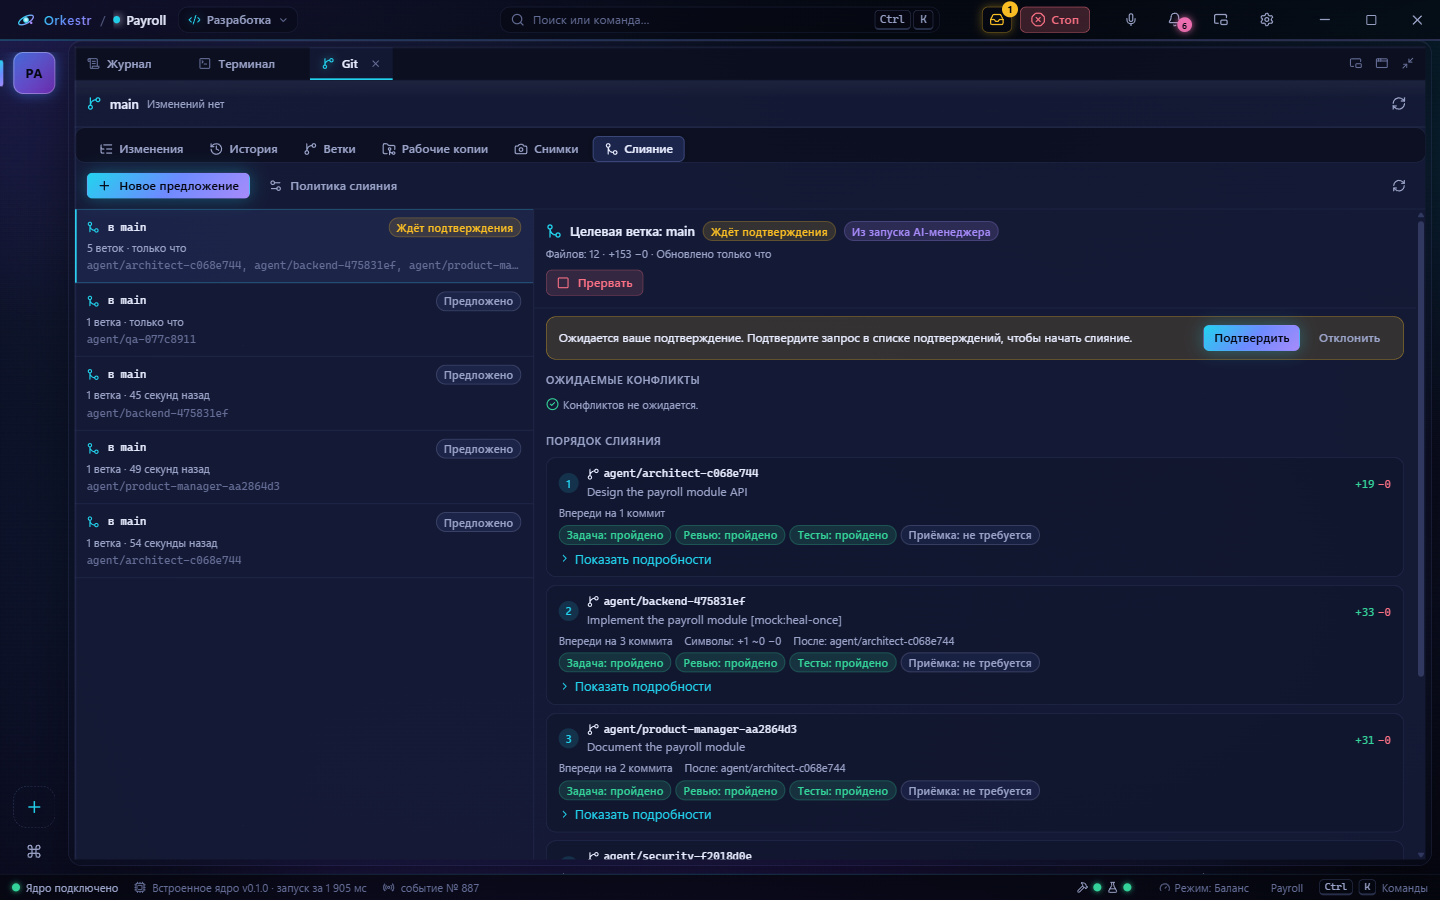 Orkestr / Payroll Разработка
Поиск или команда... Ctrl K
1
Стоп
6
PA
Журнал Терминал Git
main Изменений нет
Изменения История Ветки Рабочие копии Снимки Слияние
Новое предложение Политика слияния
в main Ждёт подтверждения
5 веток · только что
agent/architect-c068e744, agent/backend-475831ef, agent/product-ma…
в main Предложено
1 ветка · только что
agent/qa-077c8911
в main Предложено
1 ветка · 45 секунд назад
agent/backend-475831ef
в main Предложено
1 ветка · 49 секунд назад
agent/product-manager-aa2864d3
в main Предложено
1 ветка · 54 секунды назад
agent/architect-c068e744
Целевая ветка: main Ждёт подтверждения Из запуска AI-менеджера
Файлов: 12 · +153 −0 · Обновлено только что
Прервать
Ожидается ваше подтверждение. Подтвердите запрос в списке подтверждений, чтобы начать слияние. Подтвердить Отклонить
ОЖИДАЕМЫЕ КОНФЛИКТЫ
Конфликтов не ожидается.
ПОРЯДОК СЛИЯНИЯ
1 agent/architect-c068e744 +19 −0
Design the payroll module API
Впереди на 1 коммит
Задача: пройдено Ревью: пройдено Тесты: пройдено Приёмка: не требуется
Показать подробности
2 agent/backend-475831ef +33 −0
Implement the payroll module [mock:heal-once]
Впереди на 3 коммита Символы: +1 ~0 −0 После: agent/architect-c068e744
Задача: пройдено Ревью: пройдено Тесты: пройдено Приёмка: не требуется
Показать подробности
3 agent/product-manager-aa2864d3 +31 −0
Document the payroll module
Впереди на 2 коммита После: agent/architect-c068e744
Задача: пройдено Ревью: пройдено Тесты: пройдено Приёмка: не требуется
Показать подробности
agent/security-f2018d0e
Ядро подключено Встроенное ядро v0.1.0 · запуск за 1 905 мс событие № 887 Режим: Баланс Payroll Ctrl K Команды